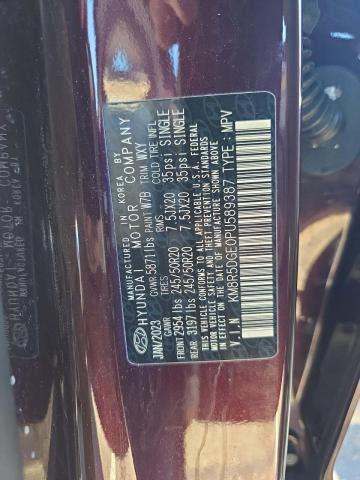 MANUFACTURED IN KOREA BY
HYUNDAI MOTOR COMPANY
JAN/2023 GVWR 5871lbs PAINT W7B TRIM WXY
GAWR TIRES RIMS COLD TIRE INFL
FRONT 2954 lbs 245/50R20 7.5JX20 35psi SINGLE
REAR 3197 lbs 245/50R20 7.5JX20 35psi SINGLE
THIS VEHICLE CONFORMS TO ALL APPLICABLE U.S.A FEDERAL
MOTOR VEHICLE SAFETY, BUMPER, AND THEFT PREVENTION STANDARDS
IN EFFECT ON THE DATE OF MANUFACTURE SHOWN ABOVE.
V.I.N : KM8R5DGE0PU589387 TYPE : MPV